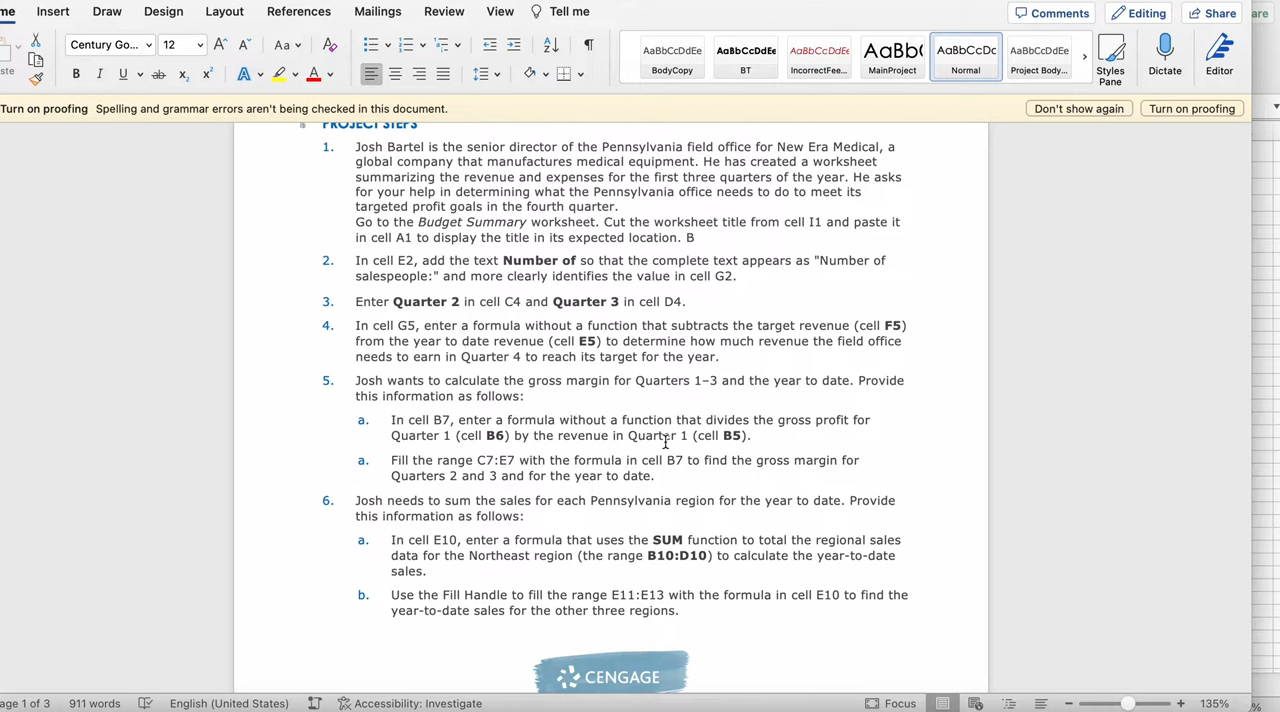 ome Insert Draw Design Layout References Mailings Review View Tell me Comments Editing Share are
Century Go... 12 Aa
AaBbCcDdEe AaBbCcDdEe AaBbCcDdEe AaBb( AaBbCcDc AaBbCcDdEe
ste BodyCopy BT IncorrectFee... MainProject Normal Project Body... Styles Pane Dictate Editor
B I U ab x₂ x² A A
Turn on proofing Spelling and grammar errors aren't being checked in this document. Don't show again Turn on proofing
PROJECT STEPS
1. Josh Bartel is the senior director of the Pennsylvania field office for New Era Medical, a
global company that manufactures medical equipment. He has created a worksheet
summarizing the revenue and expenses for the first three quarters of the year. He asks
for your help in determining what the Pennsylvania office needs to do to meet its
targeted profit goals in the fourth quarter.
Go to the Budget Summary worksheet. Cut the worksheet title from cell I1 and paste it
in cell A1 to display the title in its expected location. B
2. In cell E2, add the text Number of so that the complete text appears as "Number of
salespeople:" and more clearly identifies the value in cell G2.
3. Enter Quarter 2 in cell C4 and Quarter 3 in cell D4.
4. In cell G5, enter a formula without a function that subtracts the target revenue (cell F5)
from the year to date revenue (cell E5) to determine how much revenue the field office
needs to earn in Quarter 4 to reach its target for the year.
5. Josh wants to calculate the gross margin for Quarters 1–3 and the year to date. Provide
this information as follows:
a. In cell B7, enter a formula without a function that divides the gross profit for
Quarter 1 (cell B6) by the revenue in Quarter 1 (cell B5).
a. Fill the range C7:E7 with the formula in cell B7 to find the gross margin for
Quarters 2 and 3 and for the year to date.
6. Josh needs to sum the sales for each Pennsylvania region for the year to date. Provide
this information as follows:
a. In cell E10, enter a formula that uses the SUM function to total the regional sales
data for the Northeast region (the range B10:D10) to calculate the year-to-date
sales.
b. Use the Fill Handle to fill the range E11:E13 with the formula in cell E10 to find the
year-to-date sales for the other three regions.
CENGAGE
age 1 of 3 911 words English (United States) Accessibility: Investigate Focus 135%